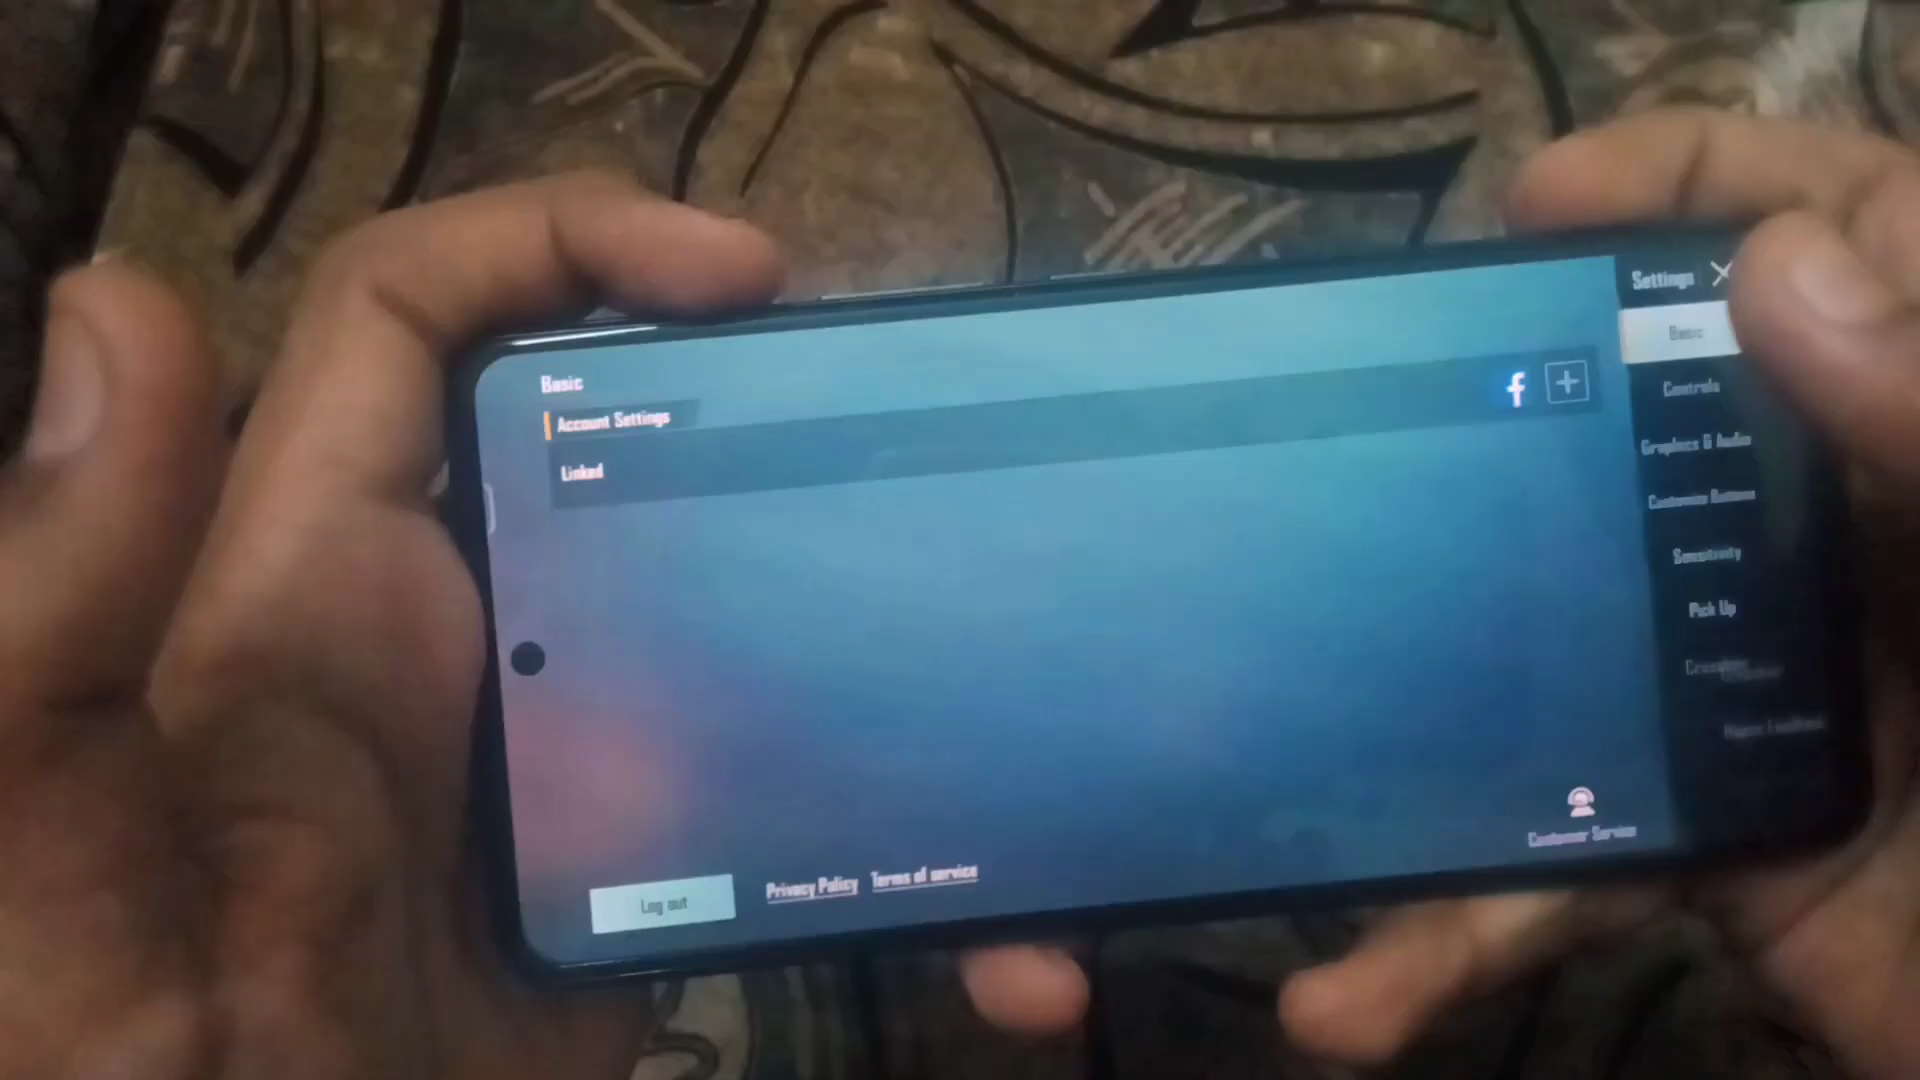 Settings
Basic
Basic
Account Settings
Linked
f
Controls
Graphics & Audio
Customize Buttons
Sensitivity
Pick Up
Customer Service
Log out
Privacy Policy
Terms of service